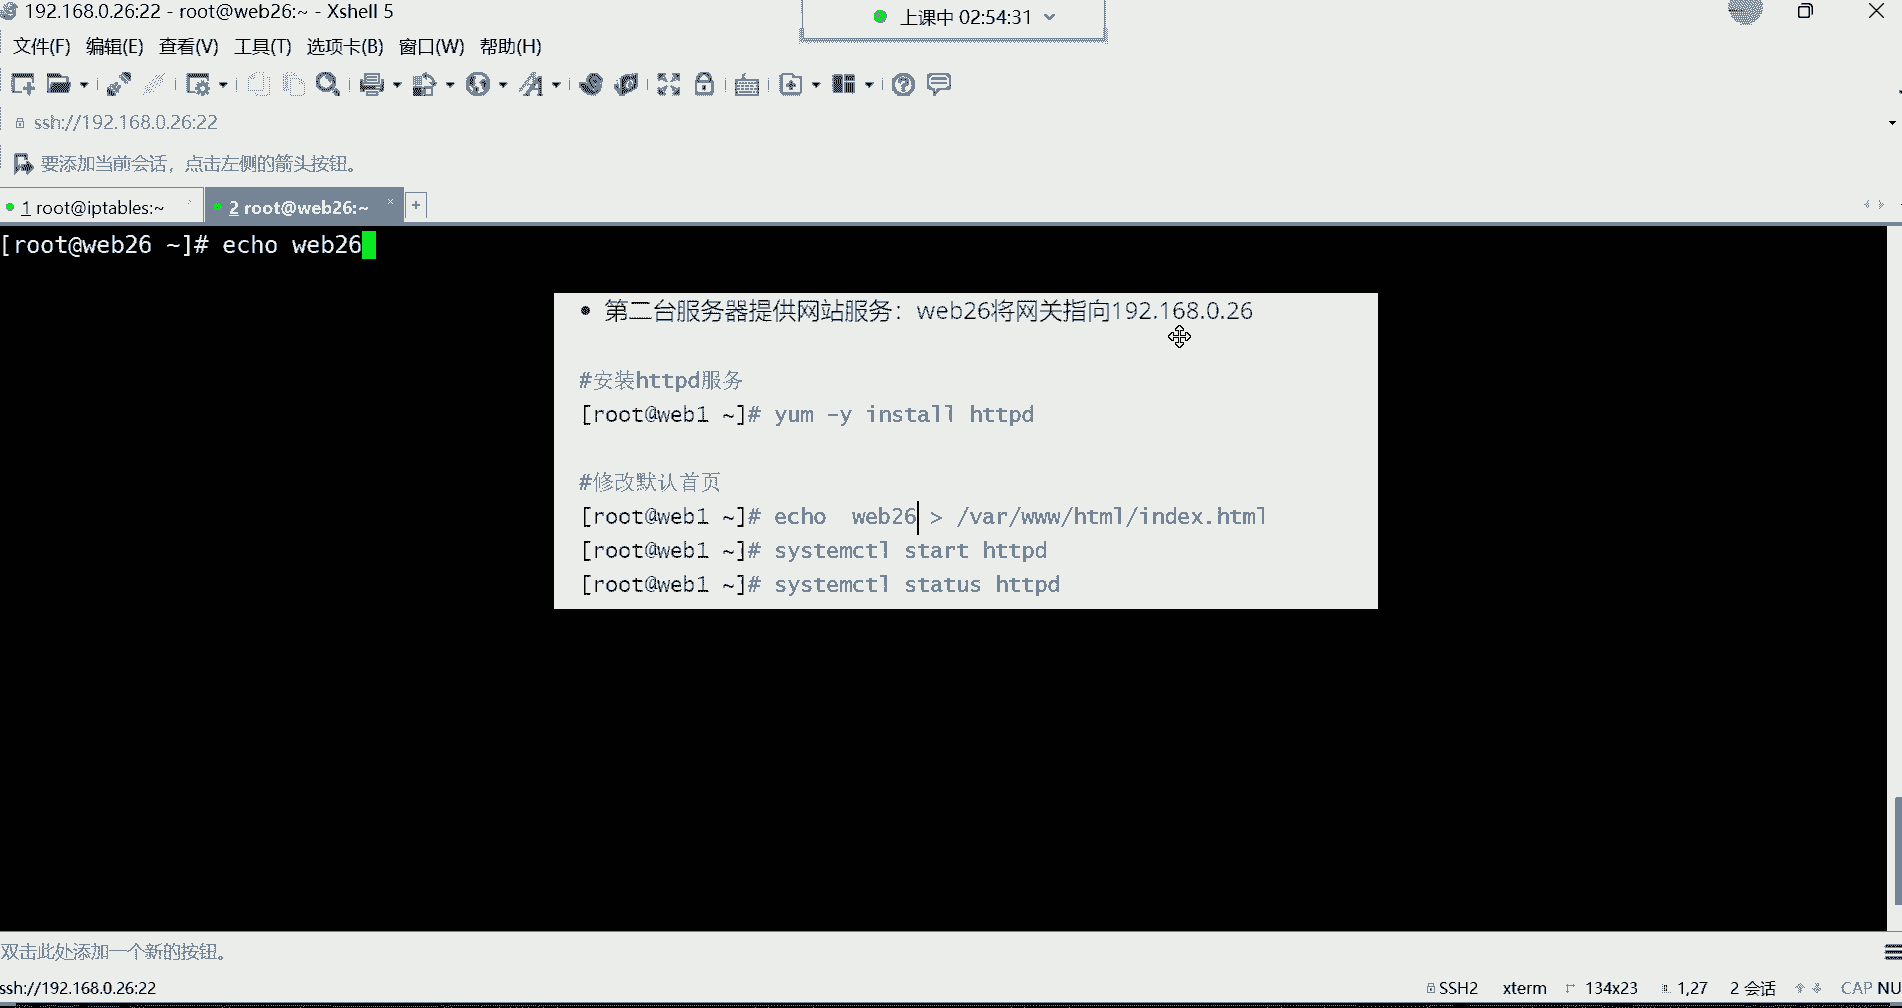 192.168.0.26:22 - root@web26:~ - Xshell 5
上课中 02:54:31
文件(F) 编辑(E) 查看(V) 工具(T) 选项卡(B) 窗口(W) 帮助(H)
ssh://192.168.0.26:22
要添加当前会话，点击左侧的箭头按钮。
1 root@iptables:~ 2 root@web26:~ × +
[root@web26 ~]# echo web26
• 第二台服务器提供网站服务：web26将网关指向192.168.0.26
#安装httpd服务
[root@web1 ~]# yum -y install httpd
#修改默认首页
[root@web1 ~]# echo  web26 > /var/www/html/index.html
[root@web1 ~]# systemctl start httpd
[root@web1 ~]# systemctl status httpd
双击此处添加一个新的按钮。
ssh://192.168.0.26:22 SSH2 xterm 134x23 1,27 2 会话 CAP NU